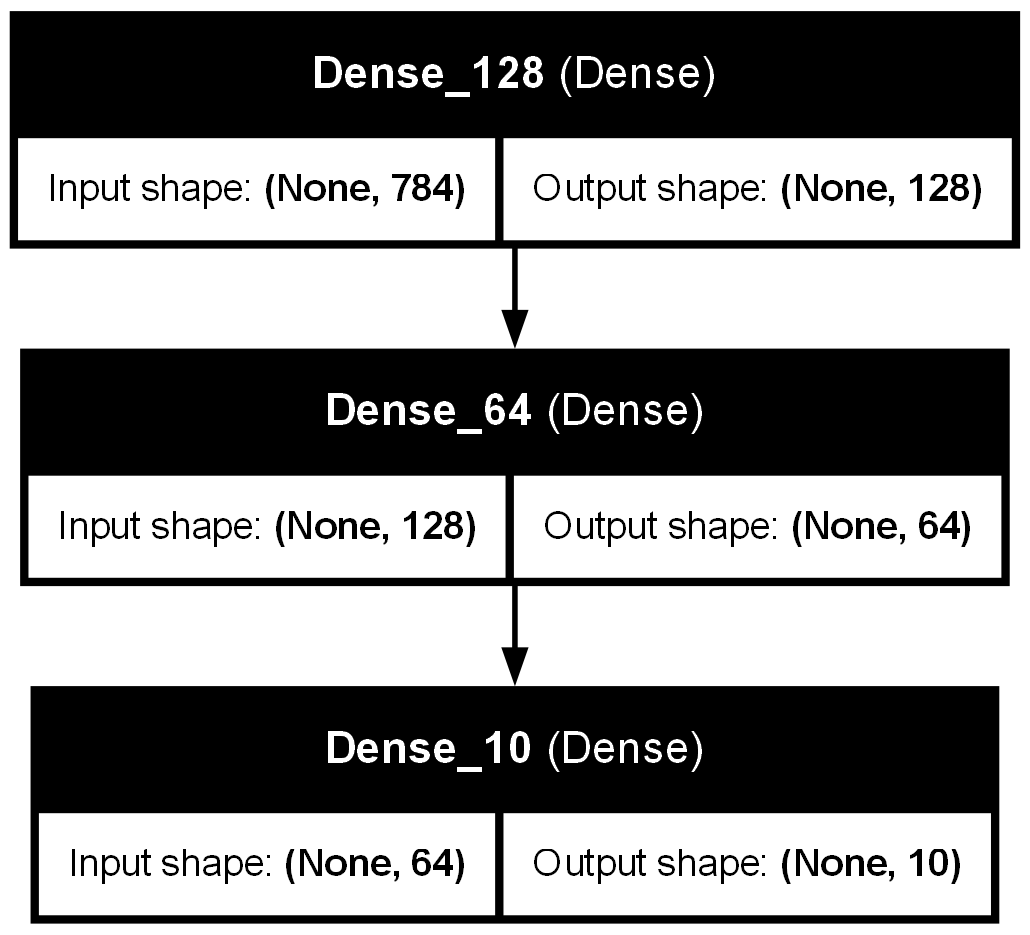 Dense_128 (Dense)
Input shape: (None, 784)
Output shape: (None, 128)
Dense_64 (Dense)
Input shape: (None, 128)
Output shape: (None, 64)
Dense_10 (Dense)
Input shape: (None, 64)
Output shape: (None, 10)